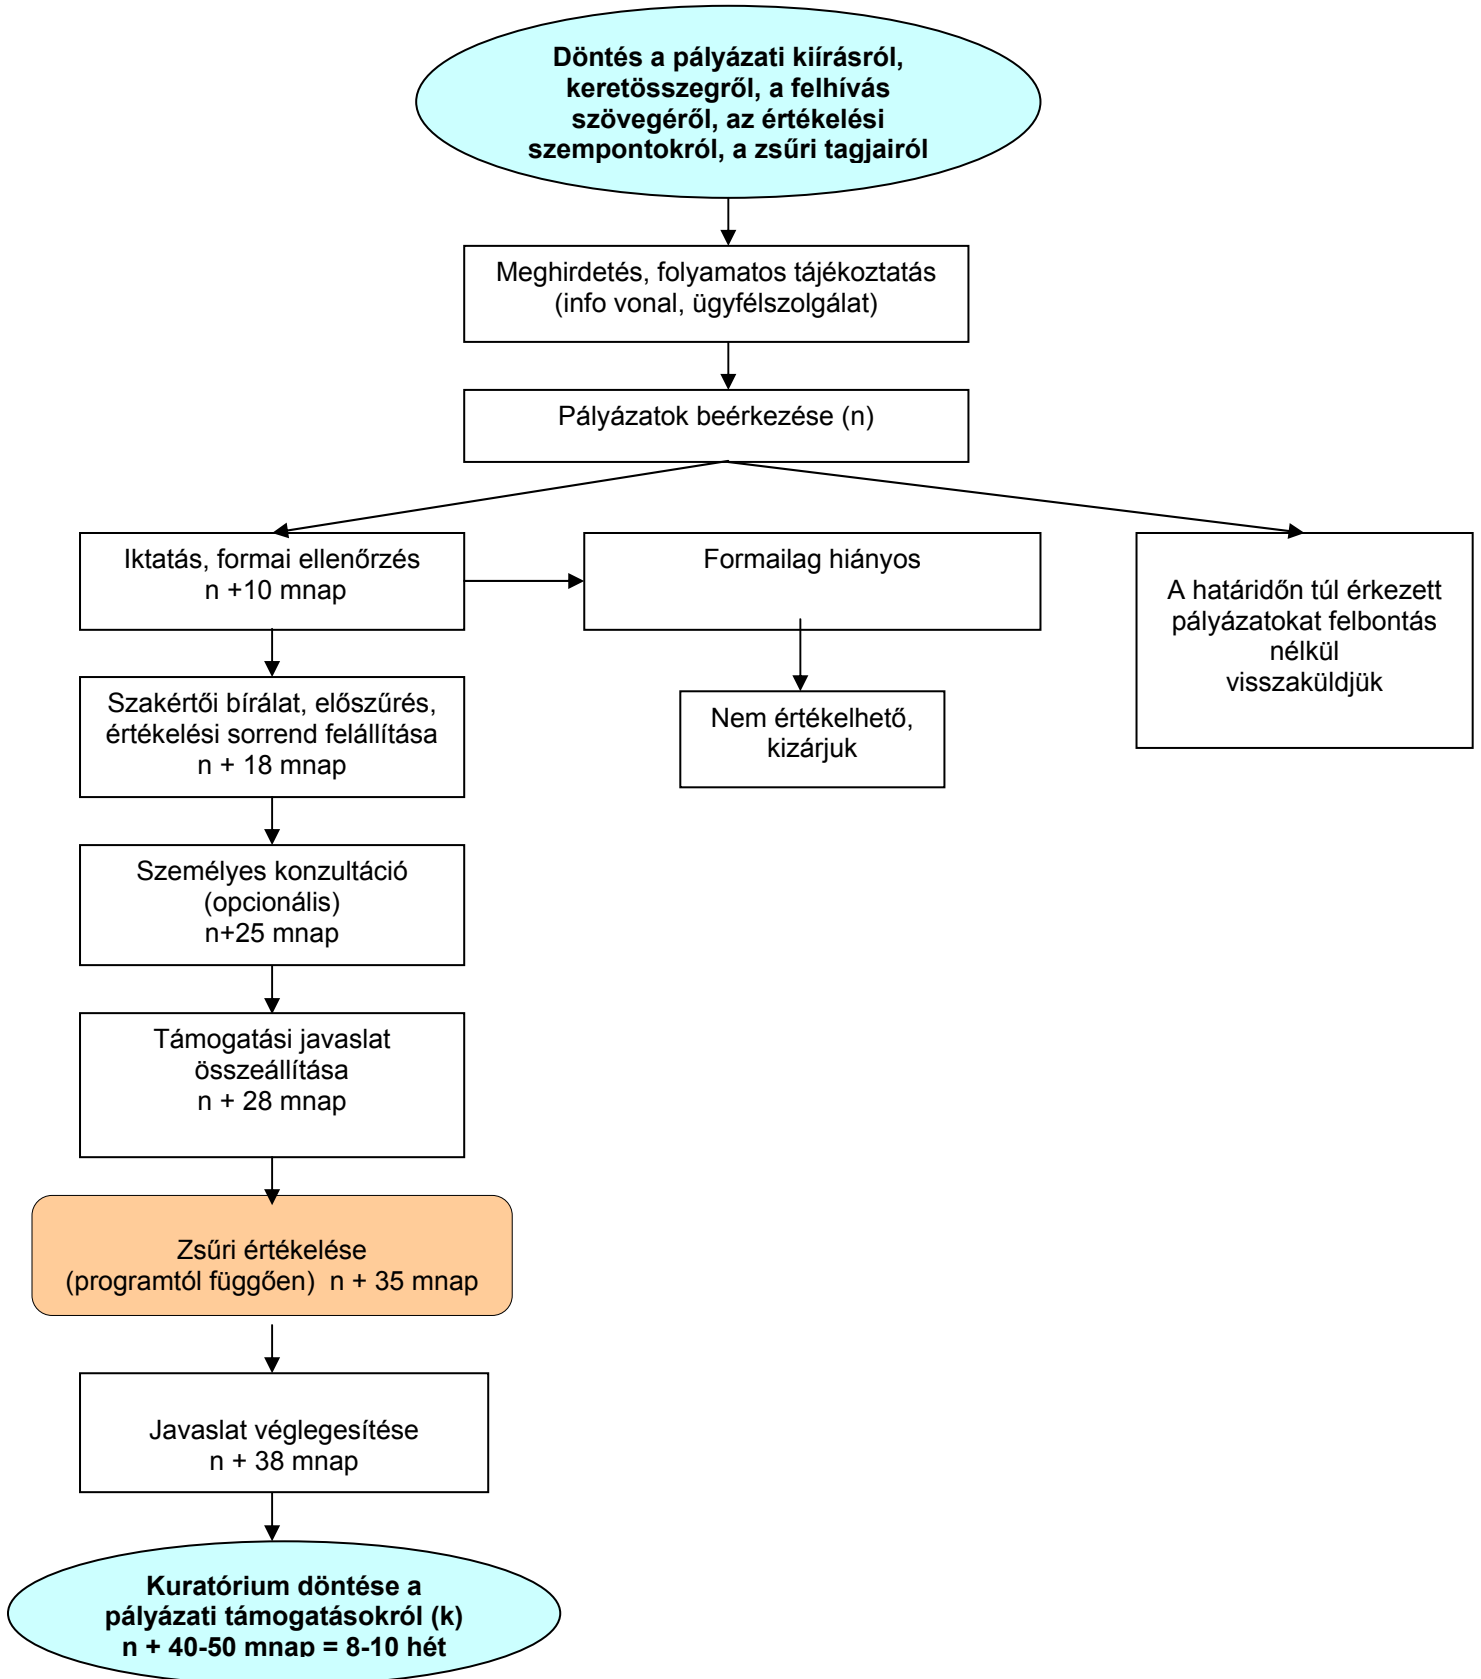 Döntés a pályázati kiírásról,
keretösszegről, a felhívás
szövegéről, az értékelési
szempontokról, a zsűri tagjairól
Meghirdetés, folyamatos tájékoztatás
(info vonal, ügyfélszolgálat)
Pályázatok beérkezése (n)
Iktatás, formai ellenőrzés
n +10 mnap
Formailag hiányos
A határidőn túl érkezett
pályázatokat felbontás
nélkül
visszaküldjük
Szakértői bírálat, előszűrés,
értékelési sorrend felállítása
n + 18 mnap
Nem értékelhető,
kizárjuk
Személyes konzultáció
(opcionális)
n+25 mnap
Támogatási javaslat
összeállítása
n + 28 mnap
Zsűri értékelése
(programtól függően)  n + 35 mnap
Javaslat véglegesítése
n + 38 mnap
Kuratórium döntése a
pályázati támogatásokról (k)
n + 40-50 mnap = 8-10 hét